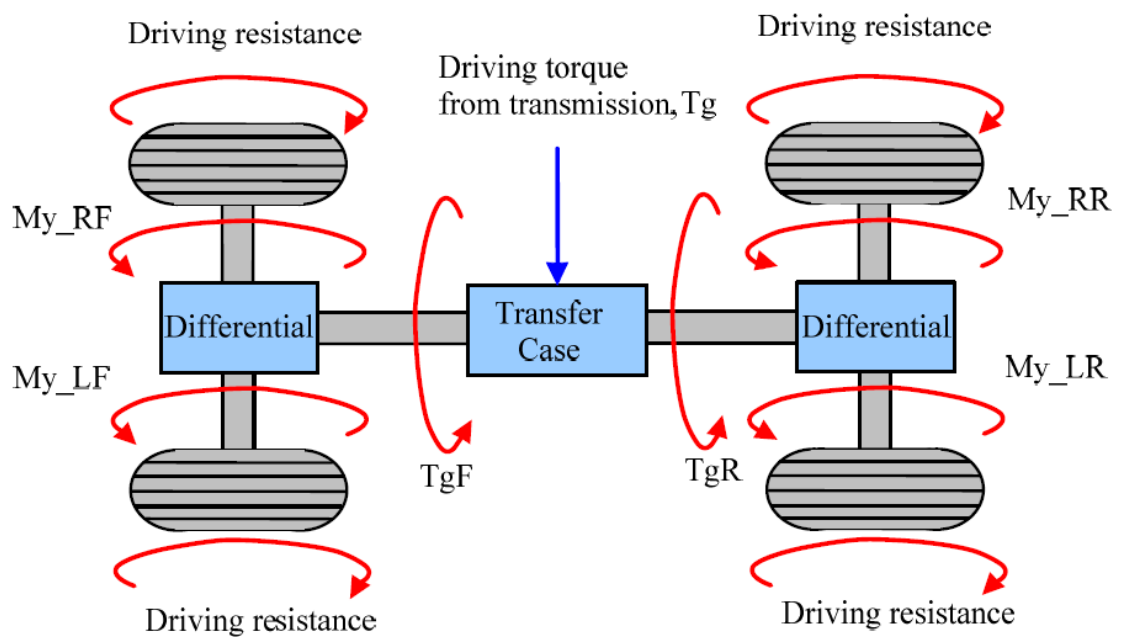 Driving resistance
Driving resistance
Driving torque
from transmission, Tg
My_RF
My_RR
Differential
Transfer
Case
Differential
My_LF
My_LR
TgF
TgR
Driving resistance
Driving resistance